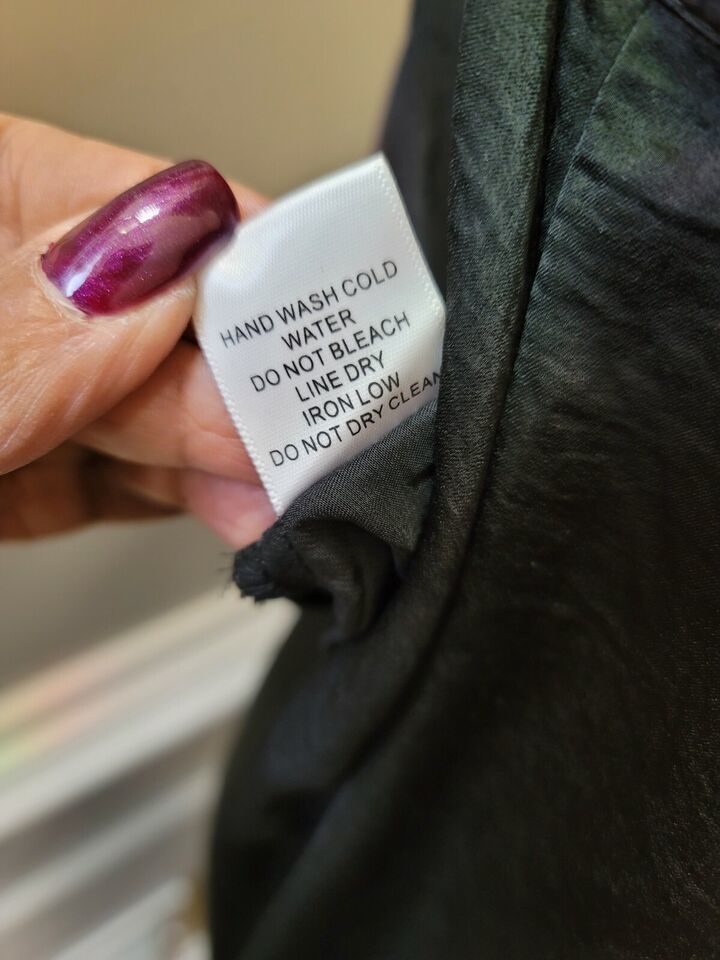 HAND WASH COLD
WATER
DO NOT BLEACH
LINE DRY
IRON LOW
DO NOT DRY CLEAN